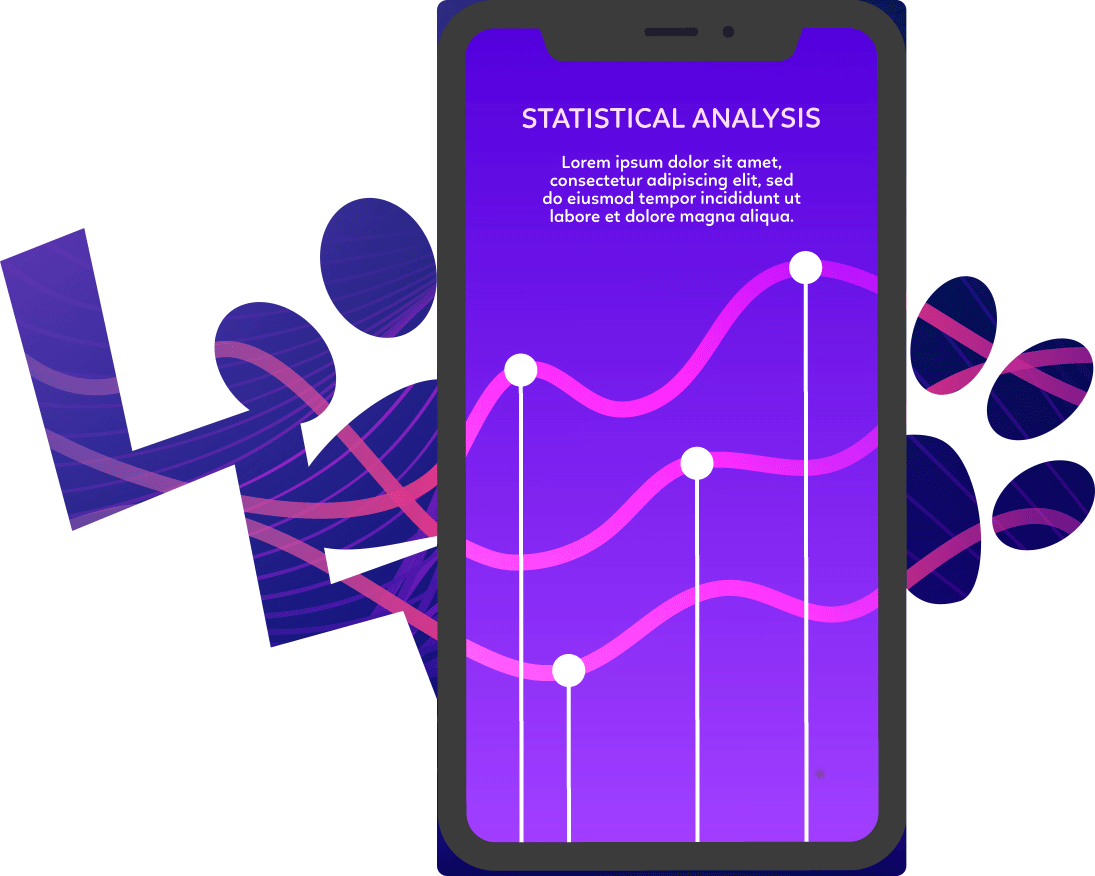 STATISTICAL ANALYSIS
Lorem ipsum dolor sit amet,
consectetur adipiscing elit, sed
do eiusmod tempor incididunt ut
labore et dolore magna aliqua.